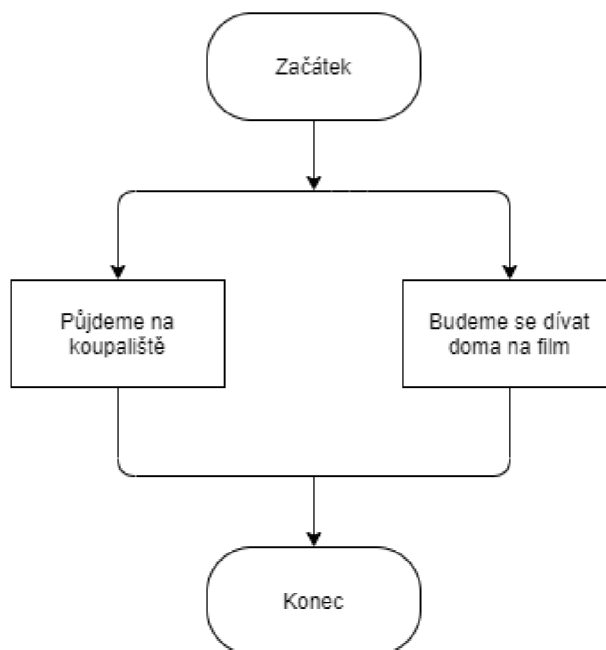 Začátek
Půjdeme na
koupaliště
Budeme se dívat
doma na film
Konec